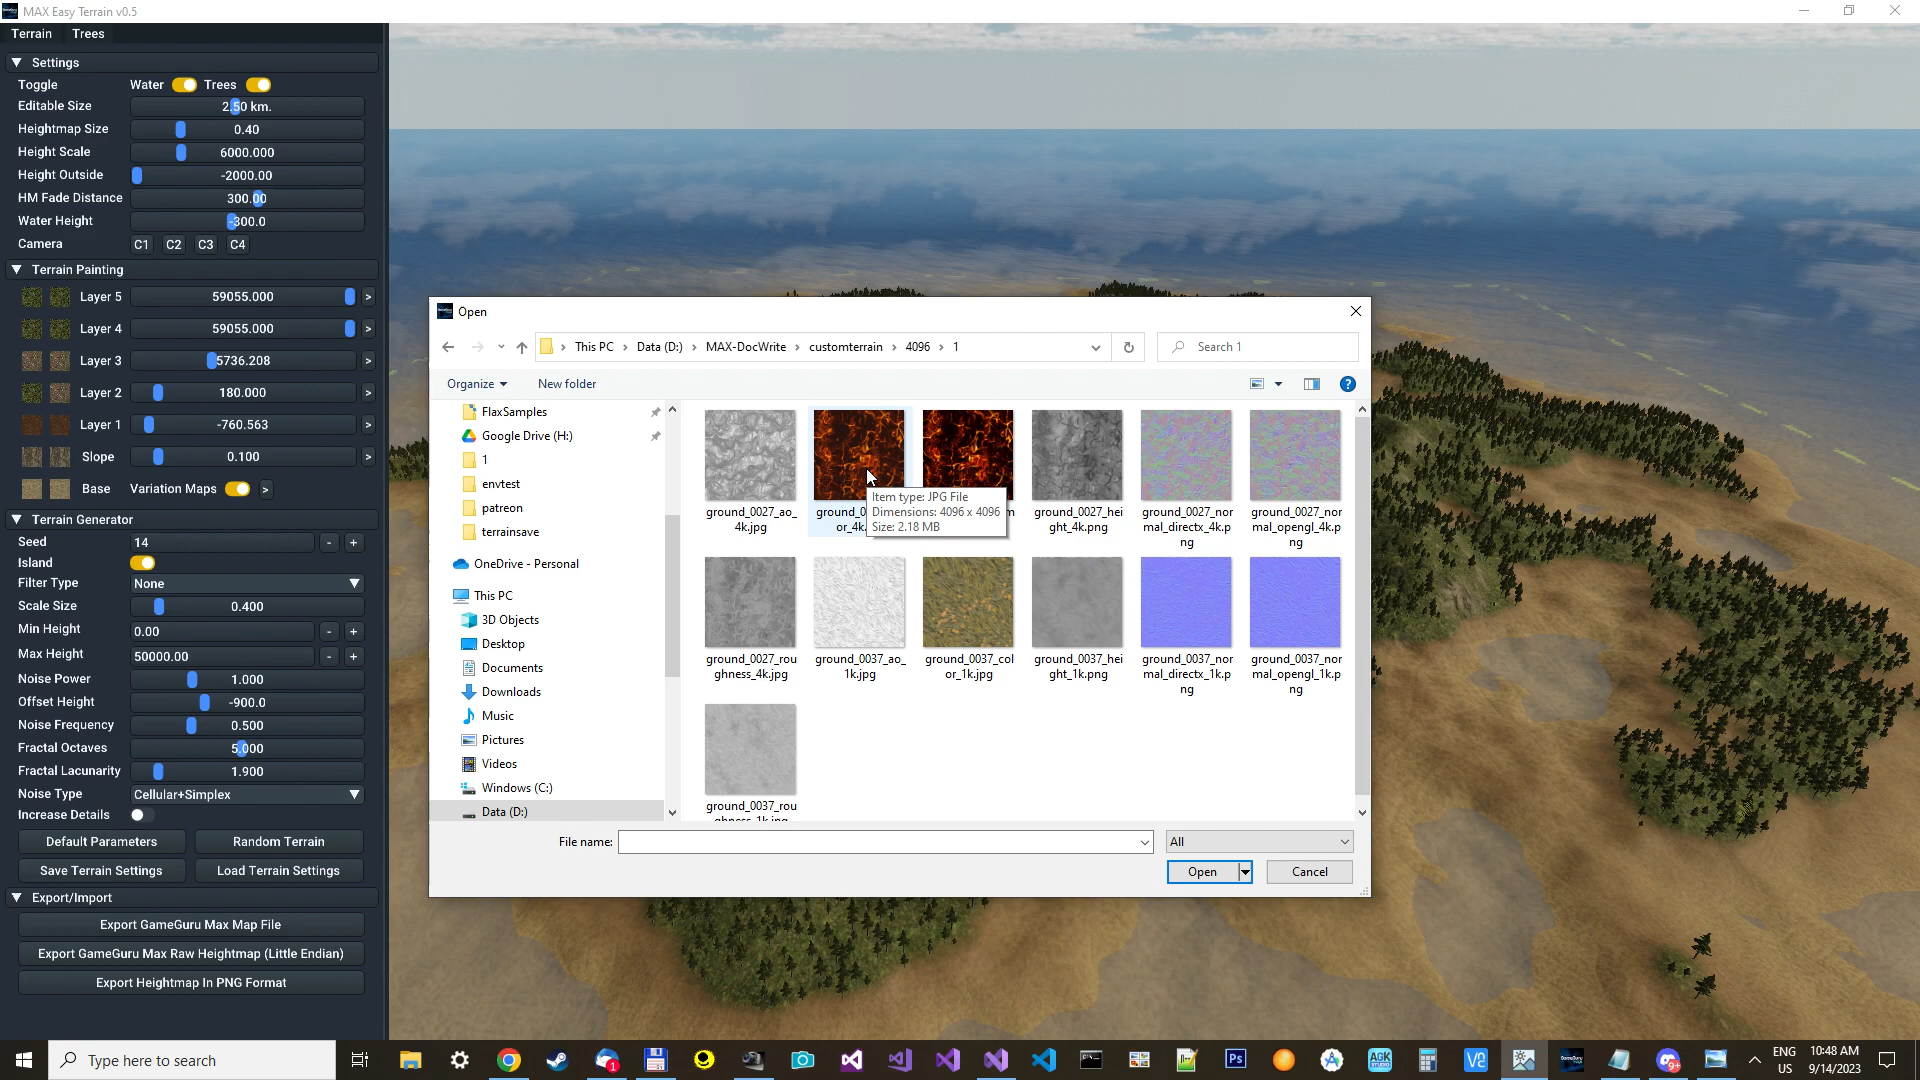 MAX Easy Terrain v0.5
Terrain Trees
Settings
Toggle Water Trees
Editable Size 2.50 km.
Heightmap Size 0.40
Height Scale 6000.000
Height Outside -2000.00
HM Fade Distance 300.00
Water Height -300.0
Camera C1 C2 C3 C4
Terrain Painting
Layer 5 59055.000 >
Layer 4 59055.000 >
Layer 3 5736.208 >
Layer 2 180.000 >
Layer 1 -760.563 >
Slope 0.100 >
Base Variation Maps >
Terrain Generator
Seed 14 - +
Island
Filter Type None
Scale Size 0.400
Min Height 0.00 - +
Max Height 50000.00 - +
Noise Power 1.000
Offset Height -900.0
Noise Frequency 0.500
Fractal Octaves 5.000
Fractal Lacunarity 1.900
Noise Type Cellular+Simplex
Increase Details
Default Parameters Random Terrain
Save Terrain Settings Load Terrain Settings
Export/Import
Export GameGuru Max Map File
Export GameGuru Max Raw Heightmap (Little Endian)
Export Heightmap In PNG Format
Open
This PC > Data (D:) > MAX-DocWrite > customterrain > 4096 > 1
Search 1
Organize New folder
FlaxSamples
Google Drive (H:)
1
envtest
patreon
terrainsave
OneDrive - Personal
This PC
3D Objects
Desktop
Documents
Downloads
Music
Pictures
Videos
Windows (C:)
Data (D:)
ground_0027_ao_
4k.jpg
ground_0
or_4k.
Item type: JPG File
Dimensions: 4096 x 4096
Size: 2.18 MB
m
ground_0027_hei
ght_4k.png
ground_0027_nor
mal_directx_4k.p
ng
ground_0027_nor
mal_opengl_4k.p
ng
ground_0027_rou
ghness_4k.jpg
ground_0037_ao_
1k.jpg
ground_0037_col
or_1k.jpg
ground_0037_hei
ght_1k.png
ground_0037_nor
mal_directx_1k.p
ng
ground_0037_nor
mal_opengl_1k.p
ng
ground_0037_rou
ghness_1k.jpg
File name:
All
Open Cancel
Type here to search
ENG
US
10:48 AM
9/14/2023